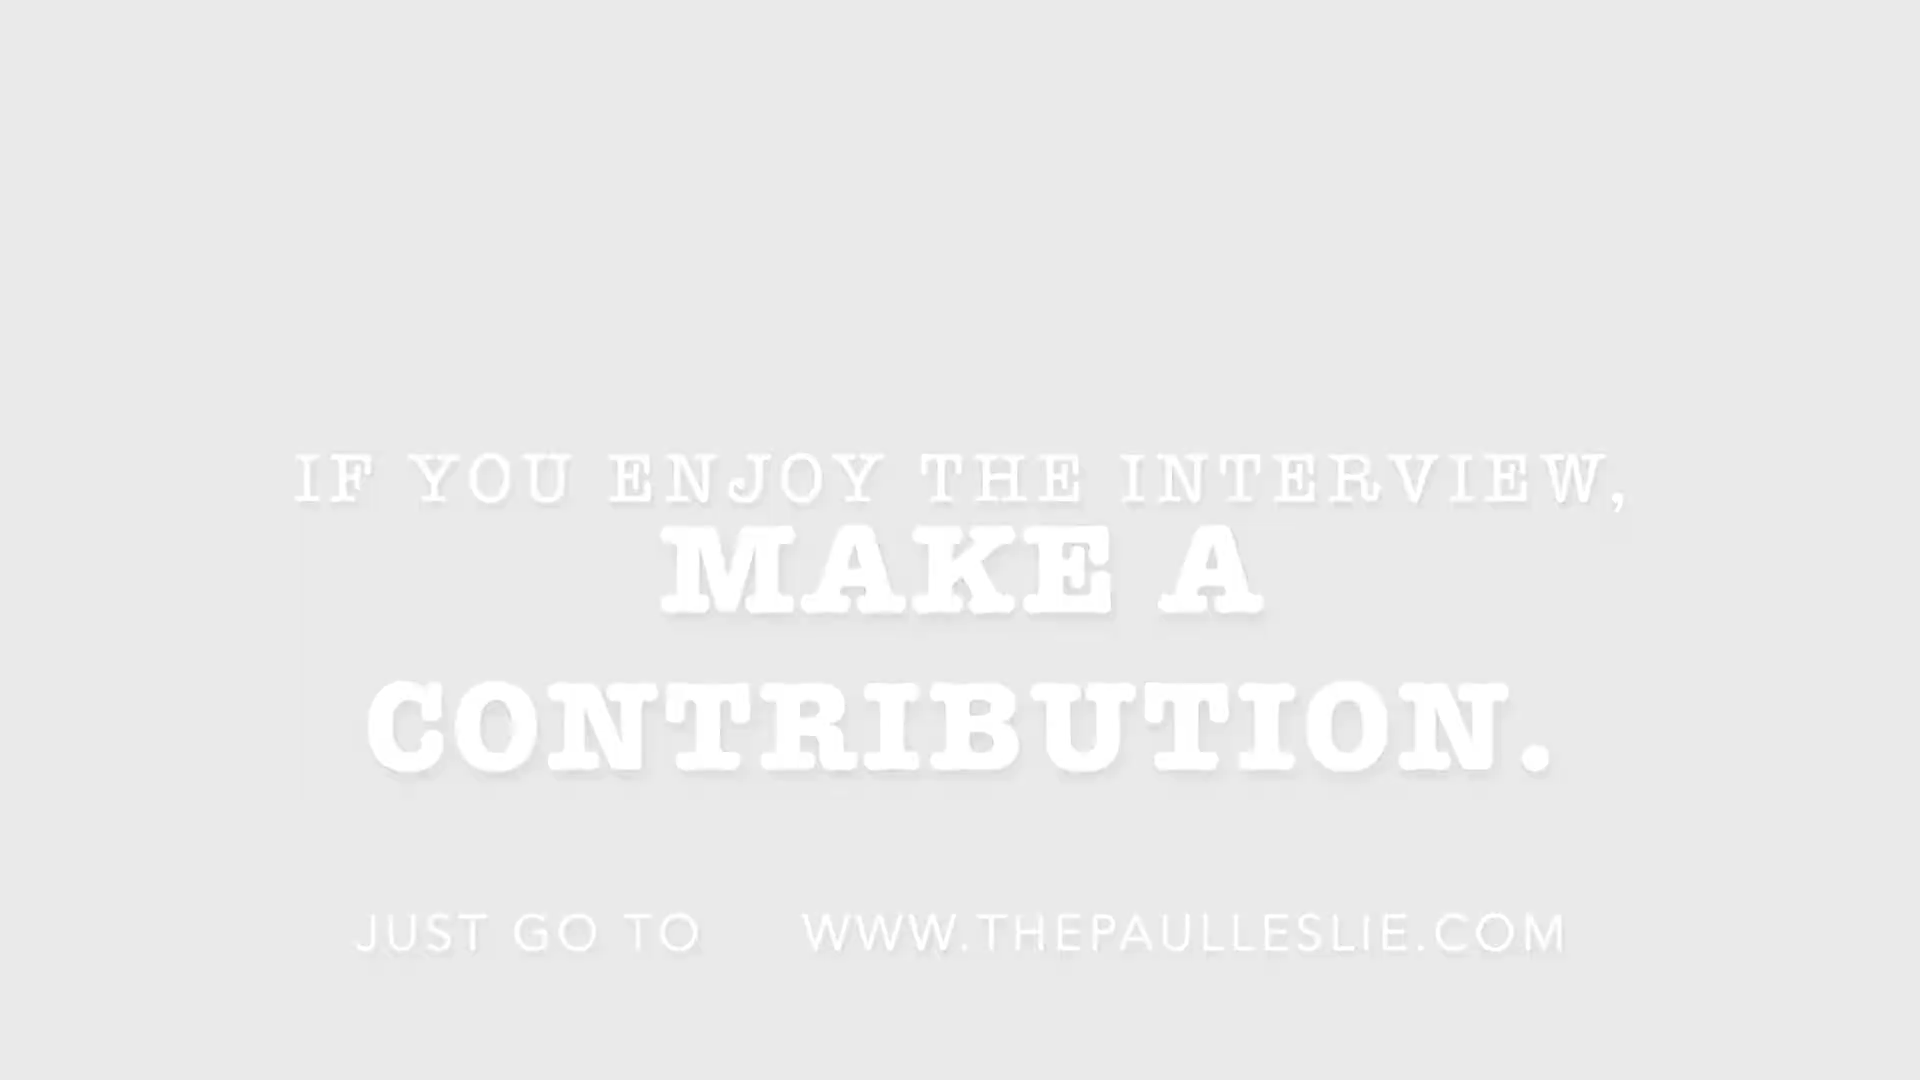 IF YOU ENJOY THE INTERVIEW,
MAKE A
CONTRIBUTION.
JUST GO TO WWW.THEPAULLESLIE.COM